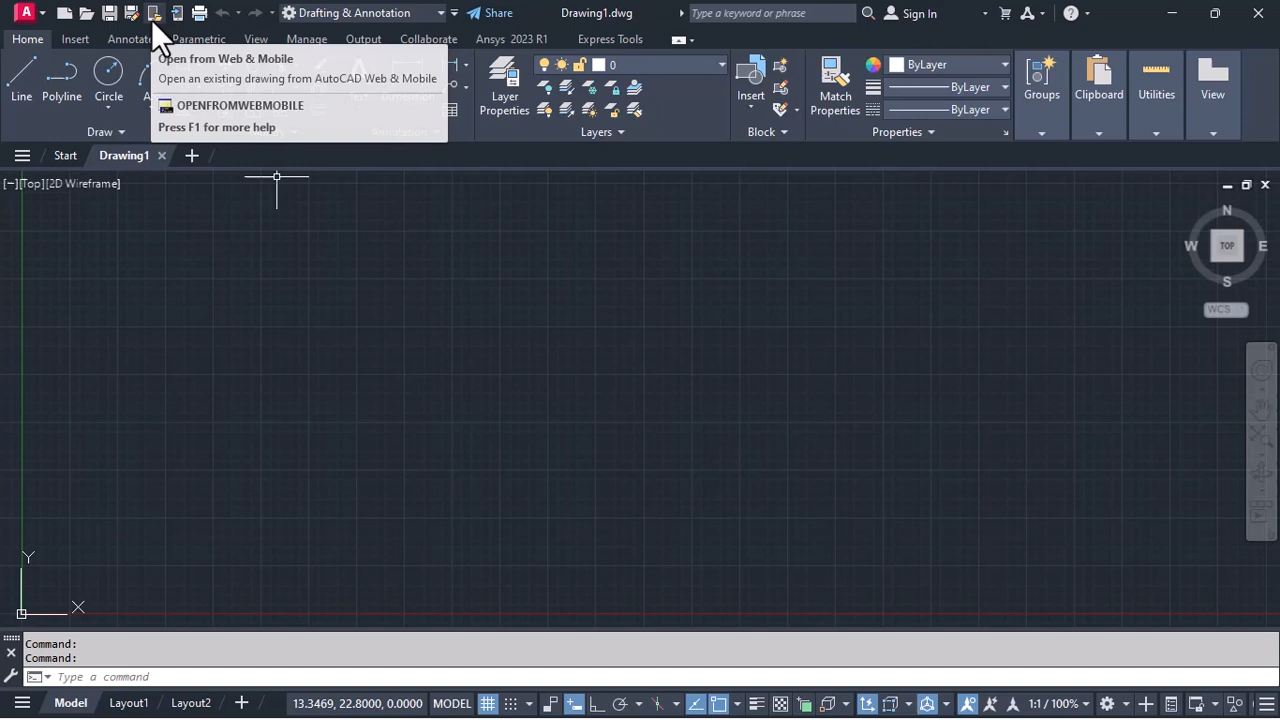 A Drafting & Annotation Share Drawing1.dwg Type a keyword or phrase Sign In
Home Insert Annotate Parametric View Manage Output Collaborate Ansys 2023 R1 Express Tools
Open from Web & Mobile
Open an existing drawing from AutoCAD Web & Mobile
OPENFROMWEBMOBILE
Press F1 for more help
Line Polyline Circle
Draw
Layer Properties
0
Layers
Insert
Block
Match Properties
ByLayer
ByLayer
ByLayer
Properties
Groups Clipboard Utilities View
Start Drawing1
[−][Top][2D Wireframe]
N
W TOP E
S
WCS
Y
X
Command:
Command:
Type a command
Model Layout1 Layout2 13.3469, 22.8000, 0.0000 MODEL 1:1 / 100%